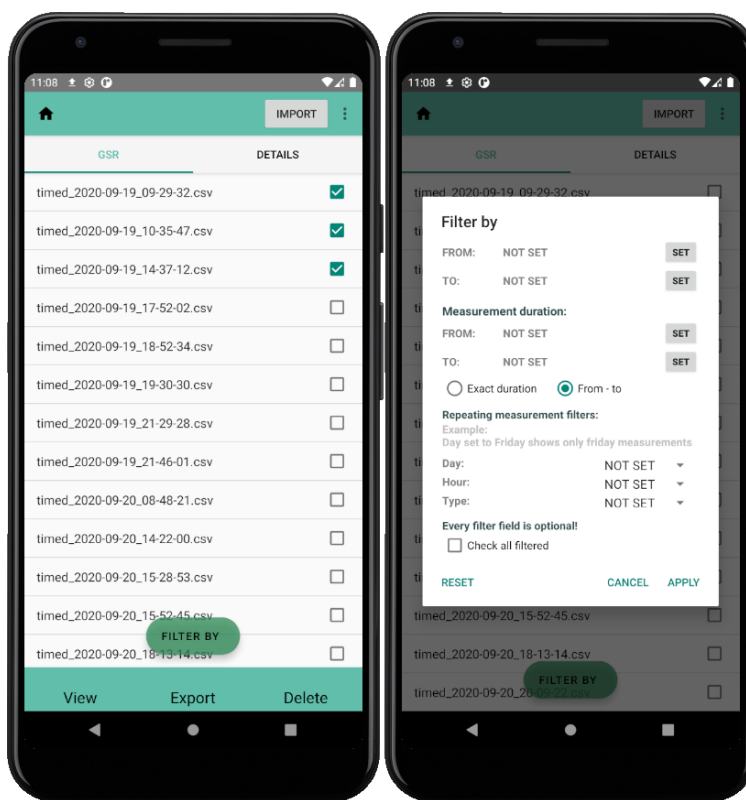 11:08
IMPORT
GSR DETAILS
timed_2020-09-19_09-29-32.csv
timed_2020-09-19_10-35-47.csv
timed_2020-09-19_14-37-12.csv
timed_2020-09-19_17-52-02.csv
timed_2020-09-19_18-52-34.csv
timed_2020-09-19_19-30-30.csv
timed_2020-09-19_21-29-28.csv
timed_2020-09-19_21-46-01.csv
timed_2020-09-20_08-48-21.csv
timed_2020-09-20_14-22-00.csv
timed_2020-09-20_15-28-53.csv
timed_2020-09-20_15-52-45.csv
FILTER BY
timed_2020-09-20_18-13-14.csv
View Export Delete
11:08
IMPORT
GSR DETAILS
timed_2020-09-19_09-29-32.csv
Filter by
FROM: NOT SET SET
TO: NOT SET SET
Measurement duration:
FROM: NOT SET SET
TO: NOT SET SET
Exact duration From - to
Repeating measurement filters:
Example:
Day set to Friday shows only friday measurements
Day: NOT SET
Hour: NOT SET
Type: NOT SET
Every filter field is optional!
Check all filtered
RESET CANCEL APPLY
timed_2020-09-20_15-52-45.csv
timed_2020-09-20_18-13-14.csv
FILTER BY
timed_2020-09-20_20-09-22.csv